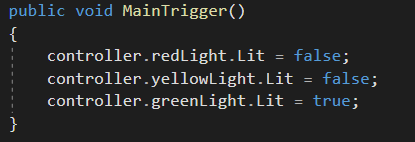 public void MainTrigger()
{
    controller.redLight.Lit = false;
    controller.yellowLight.Lit = false;
    controller.greenLight.Lit = true;
}